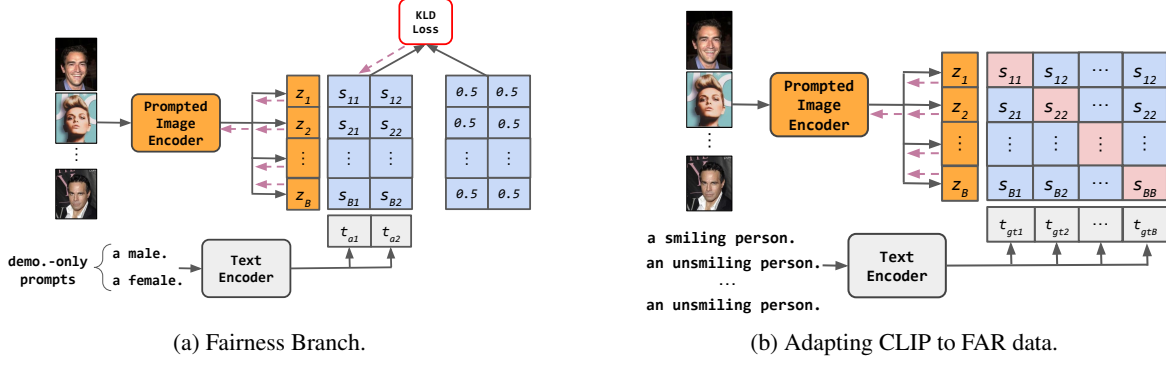 KLD
Loss
Prompted
Image
Encoder
z1 s11 s12 0.5 0.5
z2 s21 s22 0.5 0.5
⋮ ⋮ ⋮ ⋮
zB sB1 sB2 0.5 0.5
ta1 ta2
demo.-only
prompts
a male.
a female.
Text
Encoder
(a) Fairness Branch.
Prompted
Image
Encoder
z1 s11 s12 ⋯ s12
z2 s21 s22 ⋯ s22
⋮ ⋮ ⋮ ⋮ ⋮
zB sB1 sB2 ⋯ sBB
tgt1 tgt2 ⋯ tgtB
a smiling person.
an unsmiling person.
⋯
an unsmiling person.
Text
Encoder
(b) Adapting CLIP to FAR data.